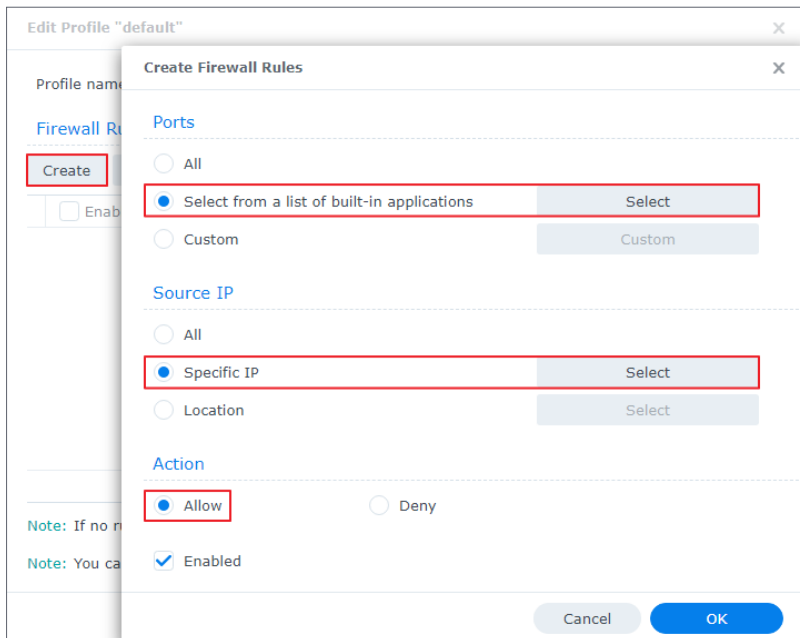 Edit Profile "default"
Create Firewall Rules
Profile name
Ports
Firewall Ru
All
Create
Select from a list of built-in applications Select
Enab
Custom Custom
Source IP
All
Specific IP Select
Location Select
Action
Allow Deny
Note: If no ru
Note: You ca
Enabled
Cancel OK